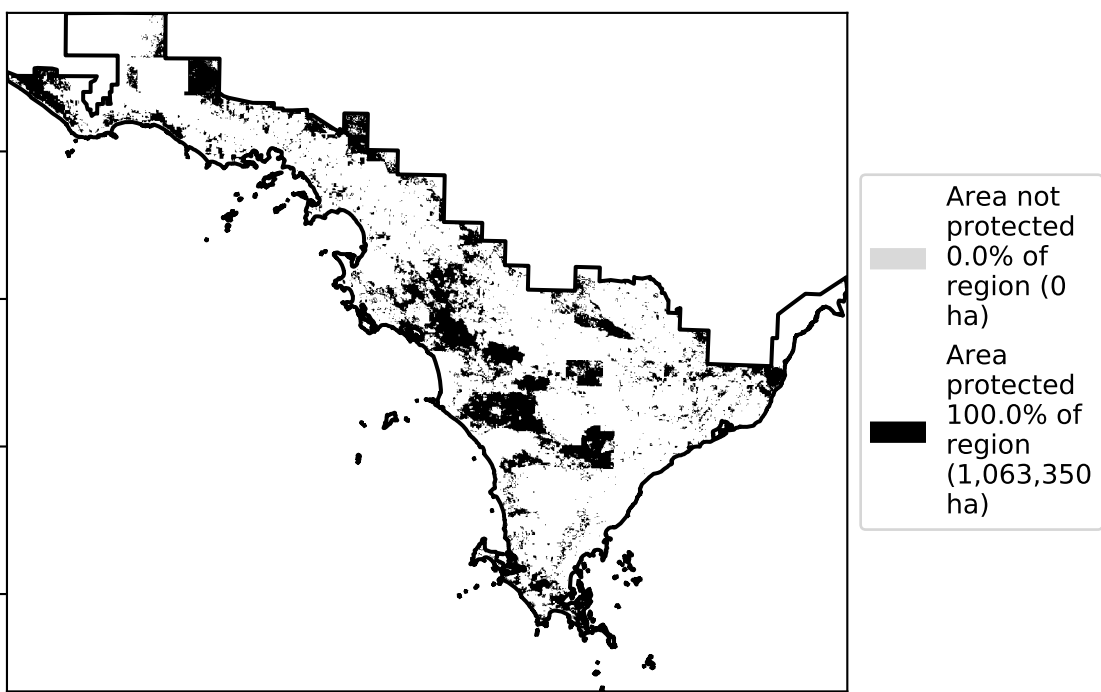 Area not
protected
0.0% of
region (0
ha)
Area
protected
100.0% of
region
(1,063,350
ha)